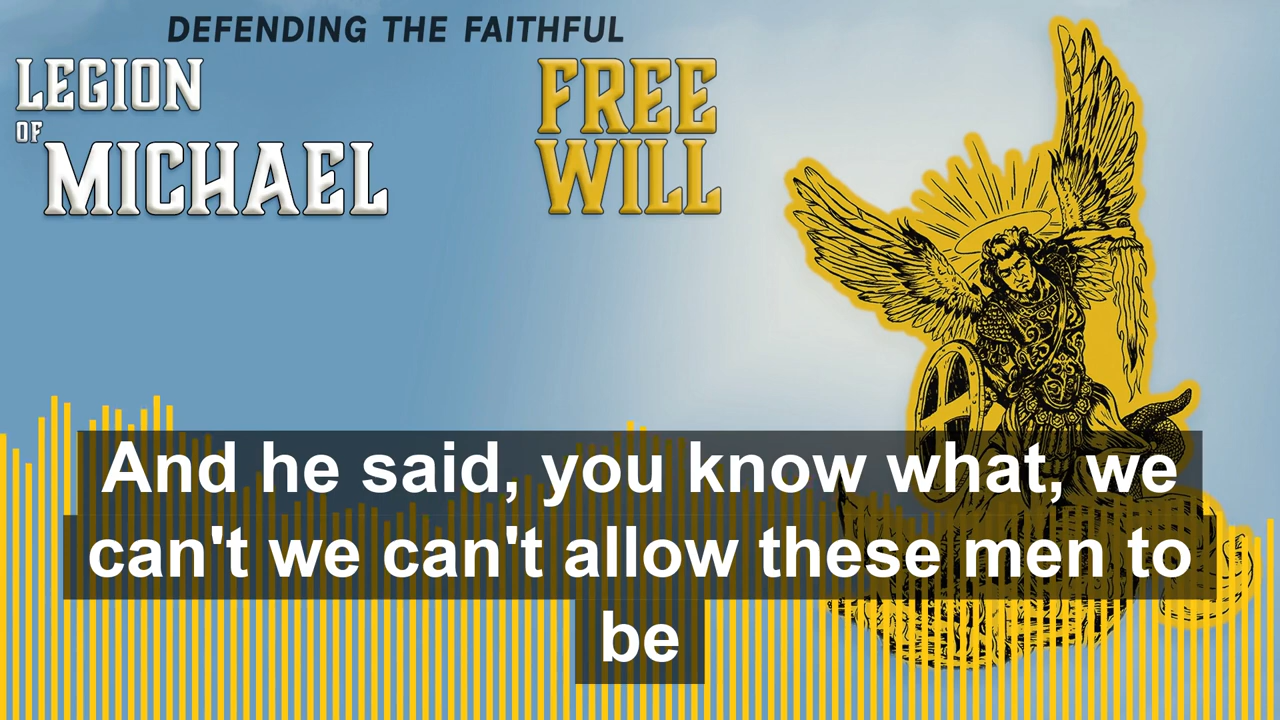 DEFENDING THE FAITHFUL
LEGION
OF
MICHAEL
FREE
WILL
And he said, you know what, we
can't we can't allow these men to
be